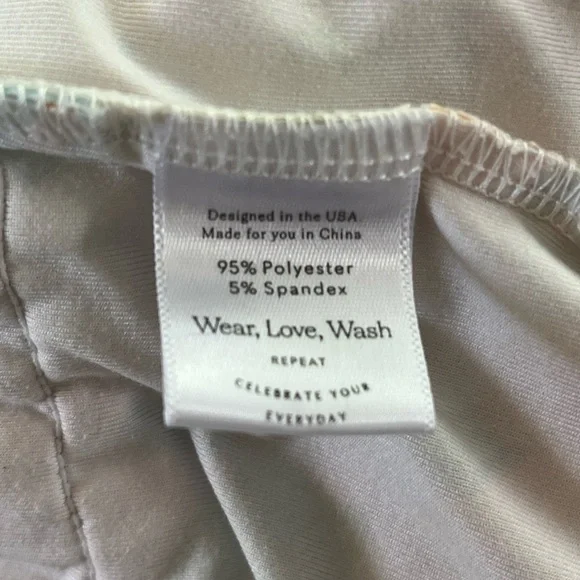 Designed in the USA.
Made for you in China
95% Polyester
5% Spandex
Wear, Love, Wash
REPEAT
CELEBRATE YOUR
EVERYDAY